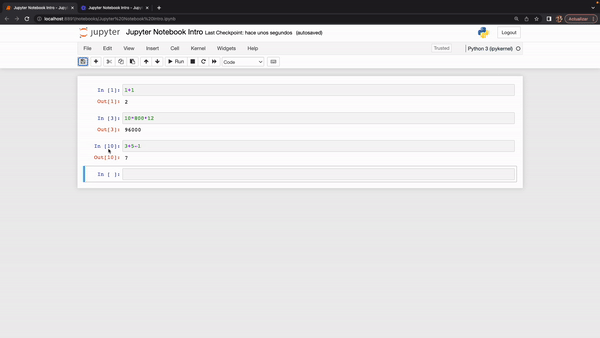 Jupyter Notebook Intro - Jupy
Jupyter Notebook Intro - Jupy
localhost:8889/notebooks/Jupyter%20Notebook%20Intro.ipynb
Actualizar
jupyter Jupyter Notebook Intro Last Checkpoint: hace unos segundos (autosaved)
Logout
File Edit View Insert Cell Kernel Widgets Help
Trusted
Python 3 (ipykernel)
Run
Code
In [1]: 1+1
Out[1]: 2
In [3]: 10*800*12
Out[3]: 96000
In [10]: 3+5-1
Out[10]: 7
In [ ]: